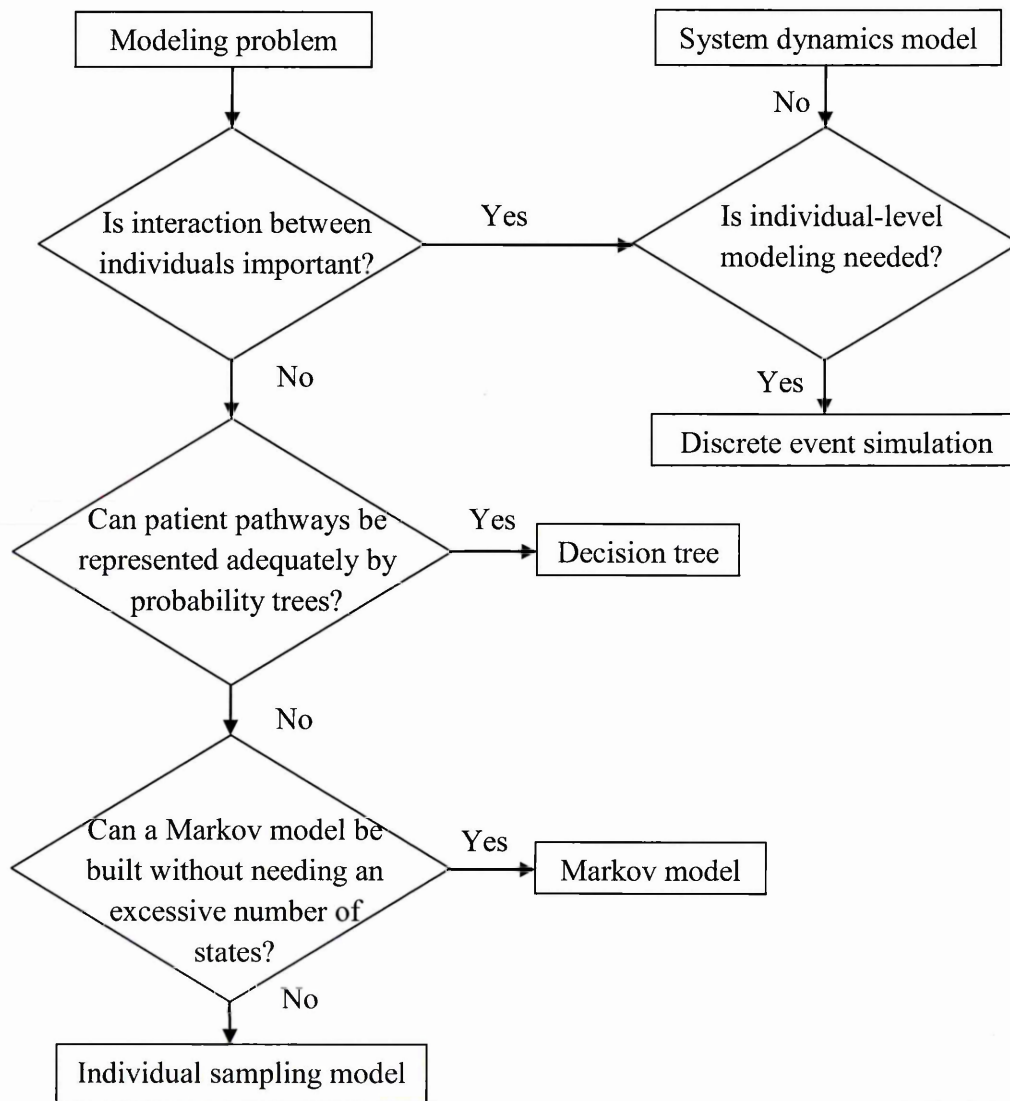 Modeling problem
System dynamics model
No
Is interaction between
individuals important?
Yes
Is individual-level
modeling needed?
No
Yes
Discrete event simulation
Can patient pathways be
represented adequately by
probability trees?
Yes
Decision tree
No
Can a Markov model be
built without needing an
excessive number of
states?
Yes
Markov model
No
Individual sampling model